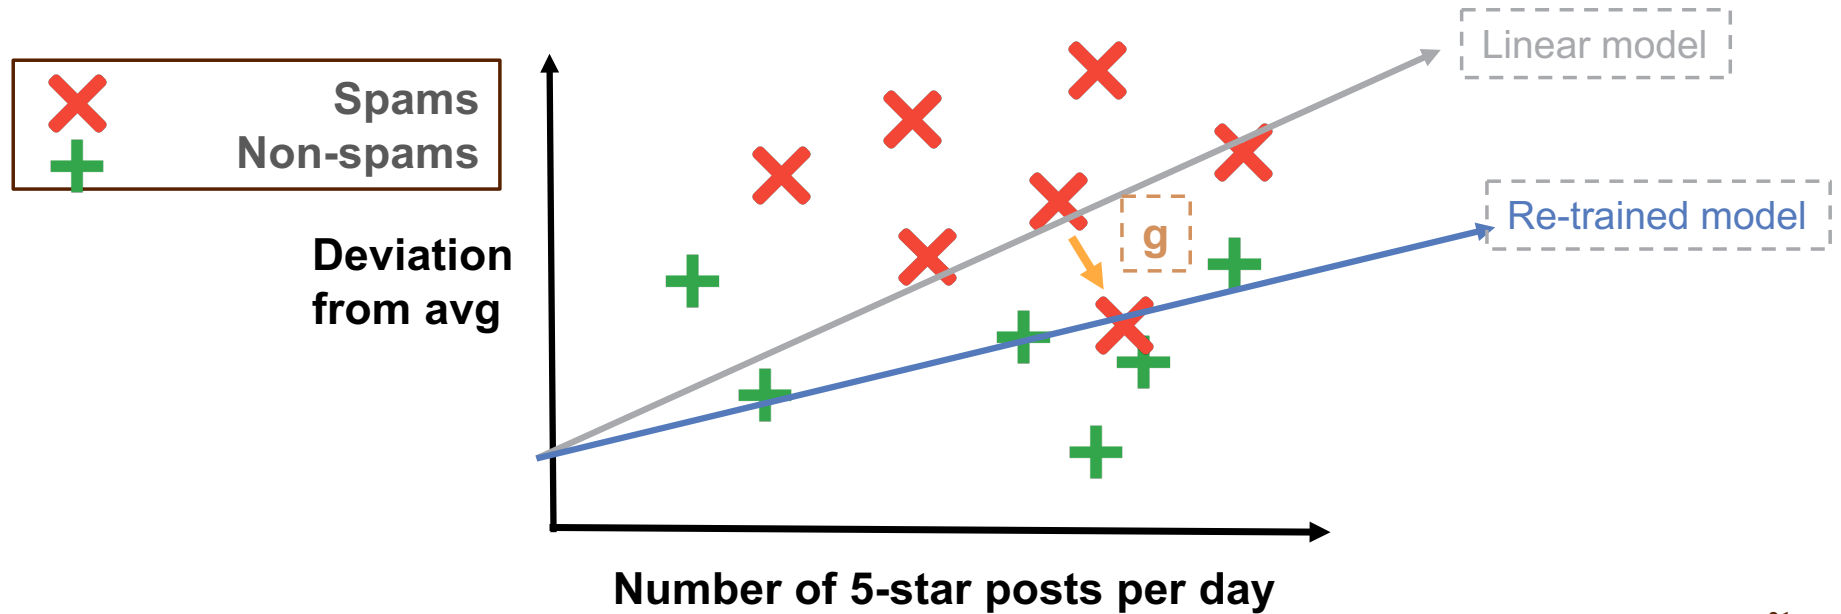 Linear model
Spams
Non-spams
Re-trained model
g
Deviation
from avg
Number of 5-star posts per day